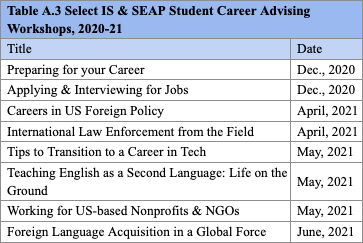 Table A.3 Select IS & SEAP Student Career Advising
Workshops, 2020-21
Title Date
Preparing for your Career Dec., 2020
Applying & Interviewing for Jobs Dec., 2020
Careers in US Foreign Policy April, 2021
International Law Enforcement from the Field April, 2021
Tips to Transition to a Career in Tech May, 2021
Teaching English as a Second Language: Life on the
Ground May, 2021
Working for US-based Nonprofits & NGOs May, 2021
Foreign Language Acquisition in a Global Force June, 2021